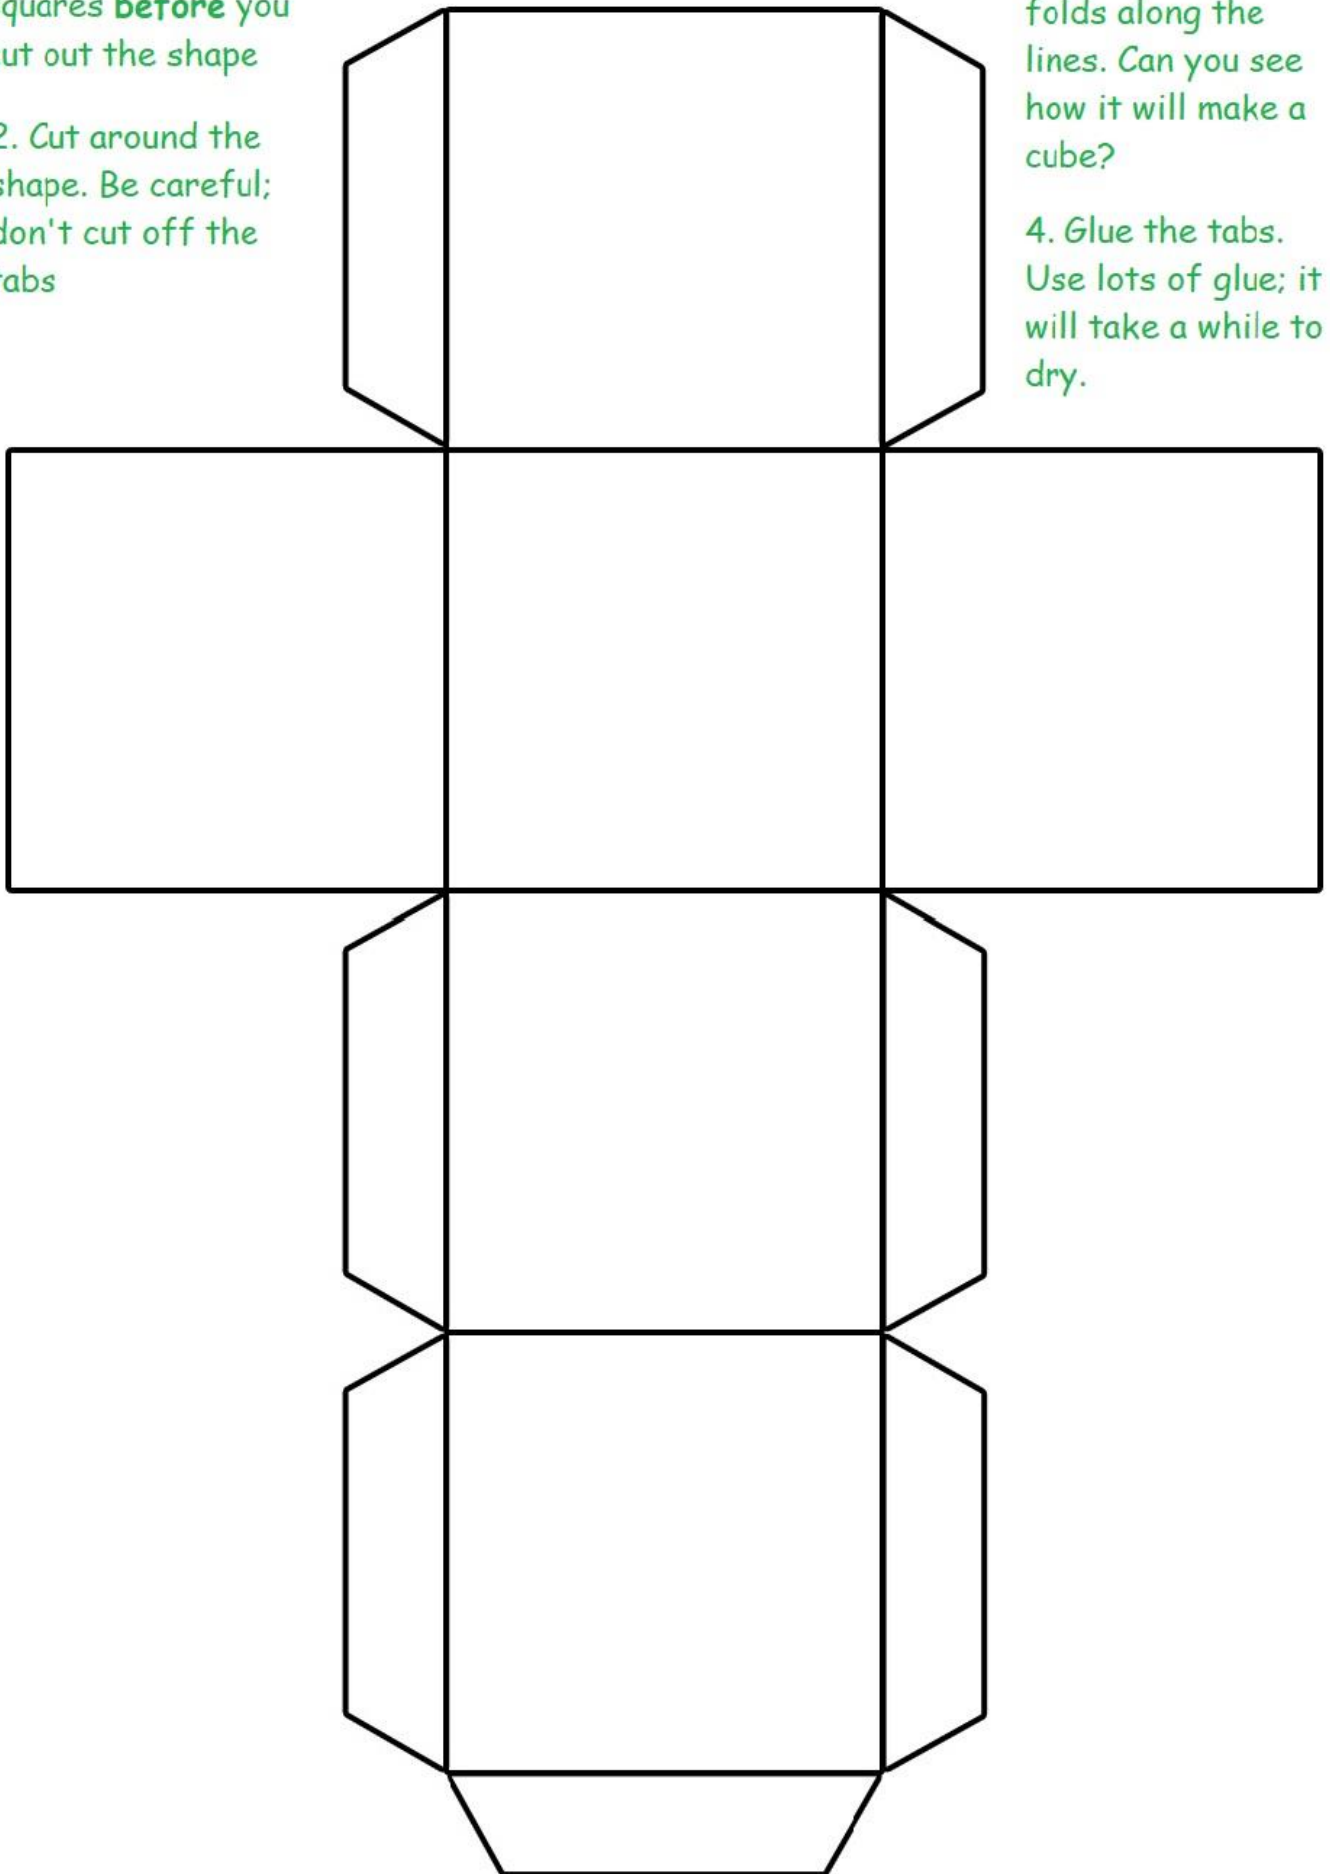 quares before you
ut out the shape
2. Cut around the
shape. Be careful;
don't cut off the
tabs
folds along the
lines. Can you see
how it will make a
cube?
4. Glue the tabs.
Use lots of glue; it
will take a while to
dry.